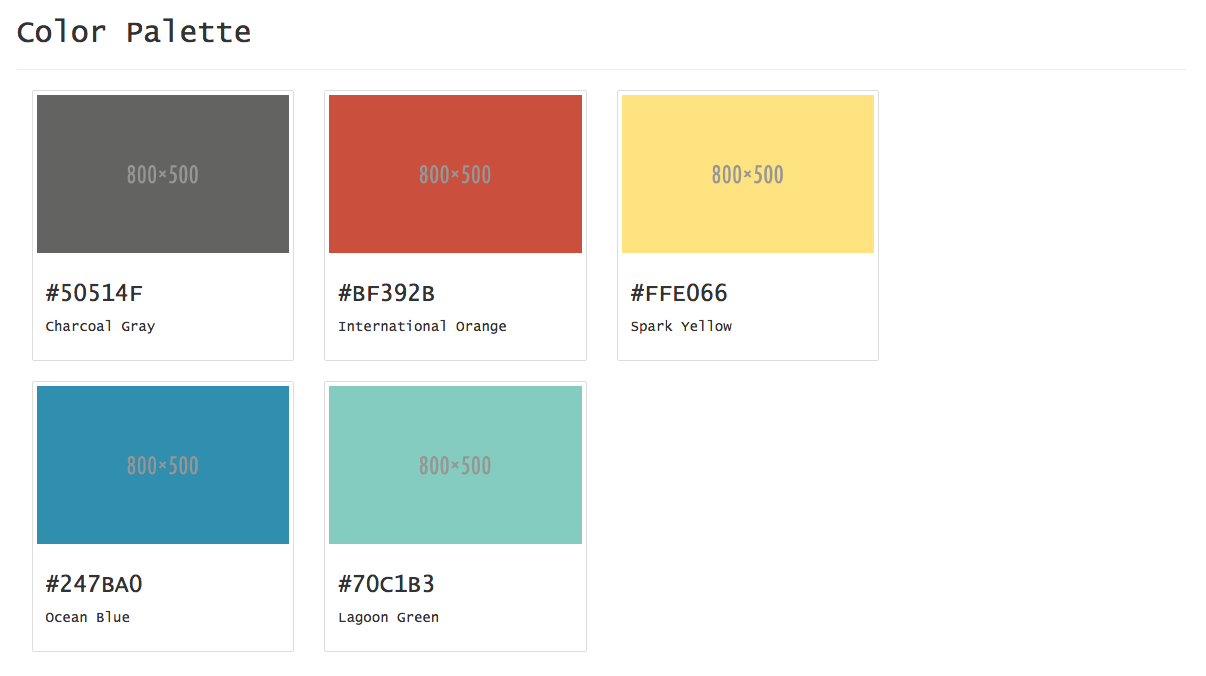 Color Palette
800×500
800×500
800×500
#50514F
#BF392B
#FFE066
Charcoal Gray
International Orange
Spark Yellow
800×500
800×500
#247BA0
#70C1B3
Ocean Blue
Lagoon Green